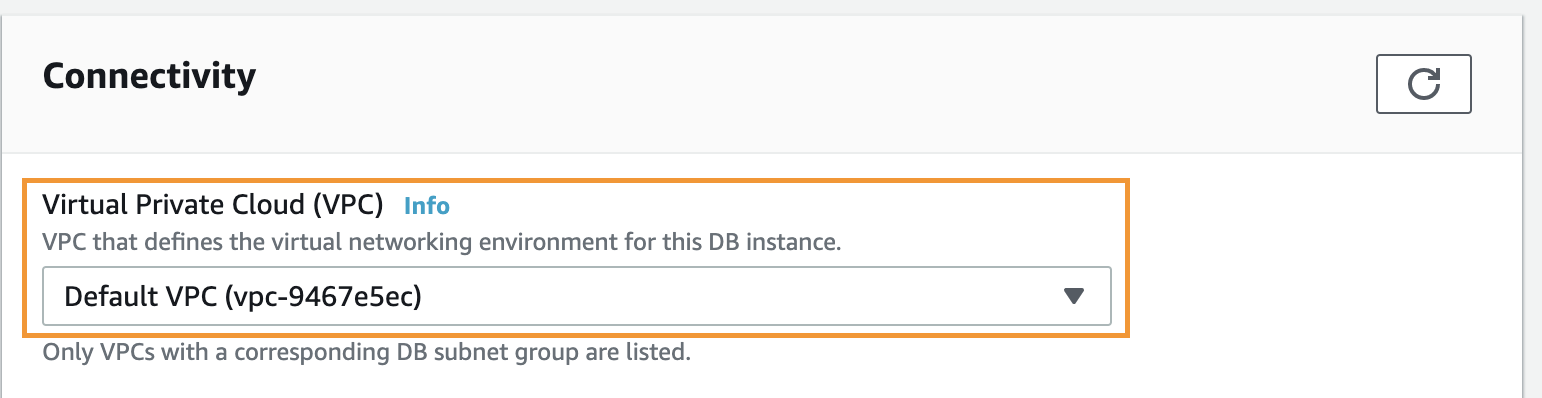 Connectivity
Virtual Private Cloud (VPC) Info
VPC that defines the virtual networking environment for this DB instance.
Default VPC (vpc-9467e5ec)
Only VPCs with a corresponding DB subnet group are listed.